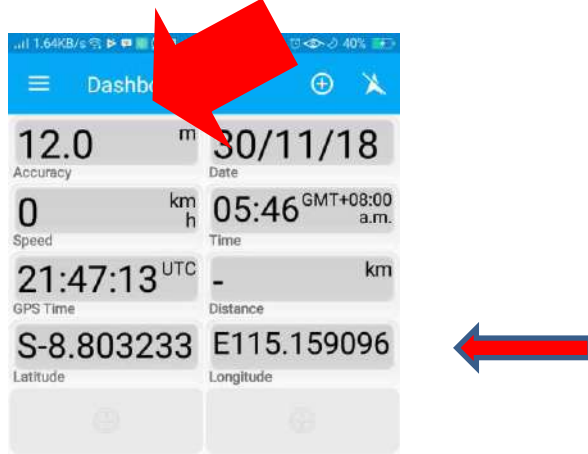 1.64KB/s 40%
Dashbo
12.0 m 30/11/18
Accuracy Date
0 km h 05:46 GMT+08:00 a.m.
Speed Time
21:47:13 UTC - km
GPS Time Distance
S-8.803233 E115.159096
Latitude Longitude